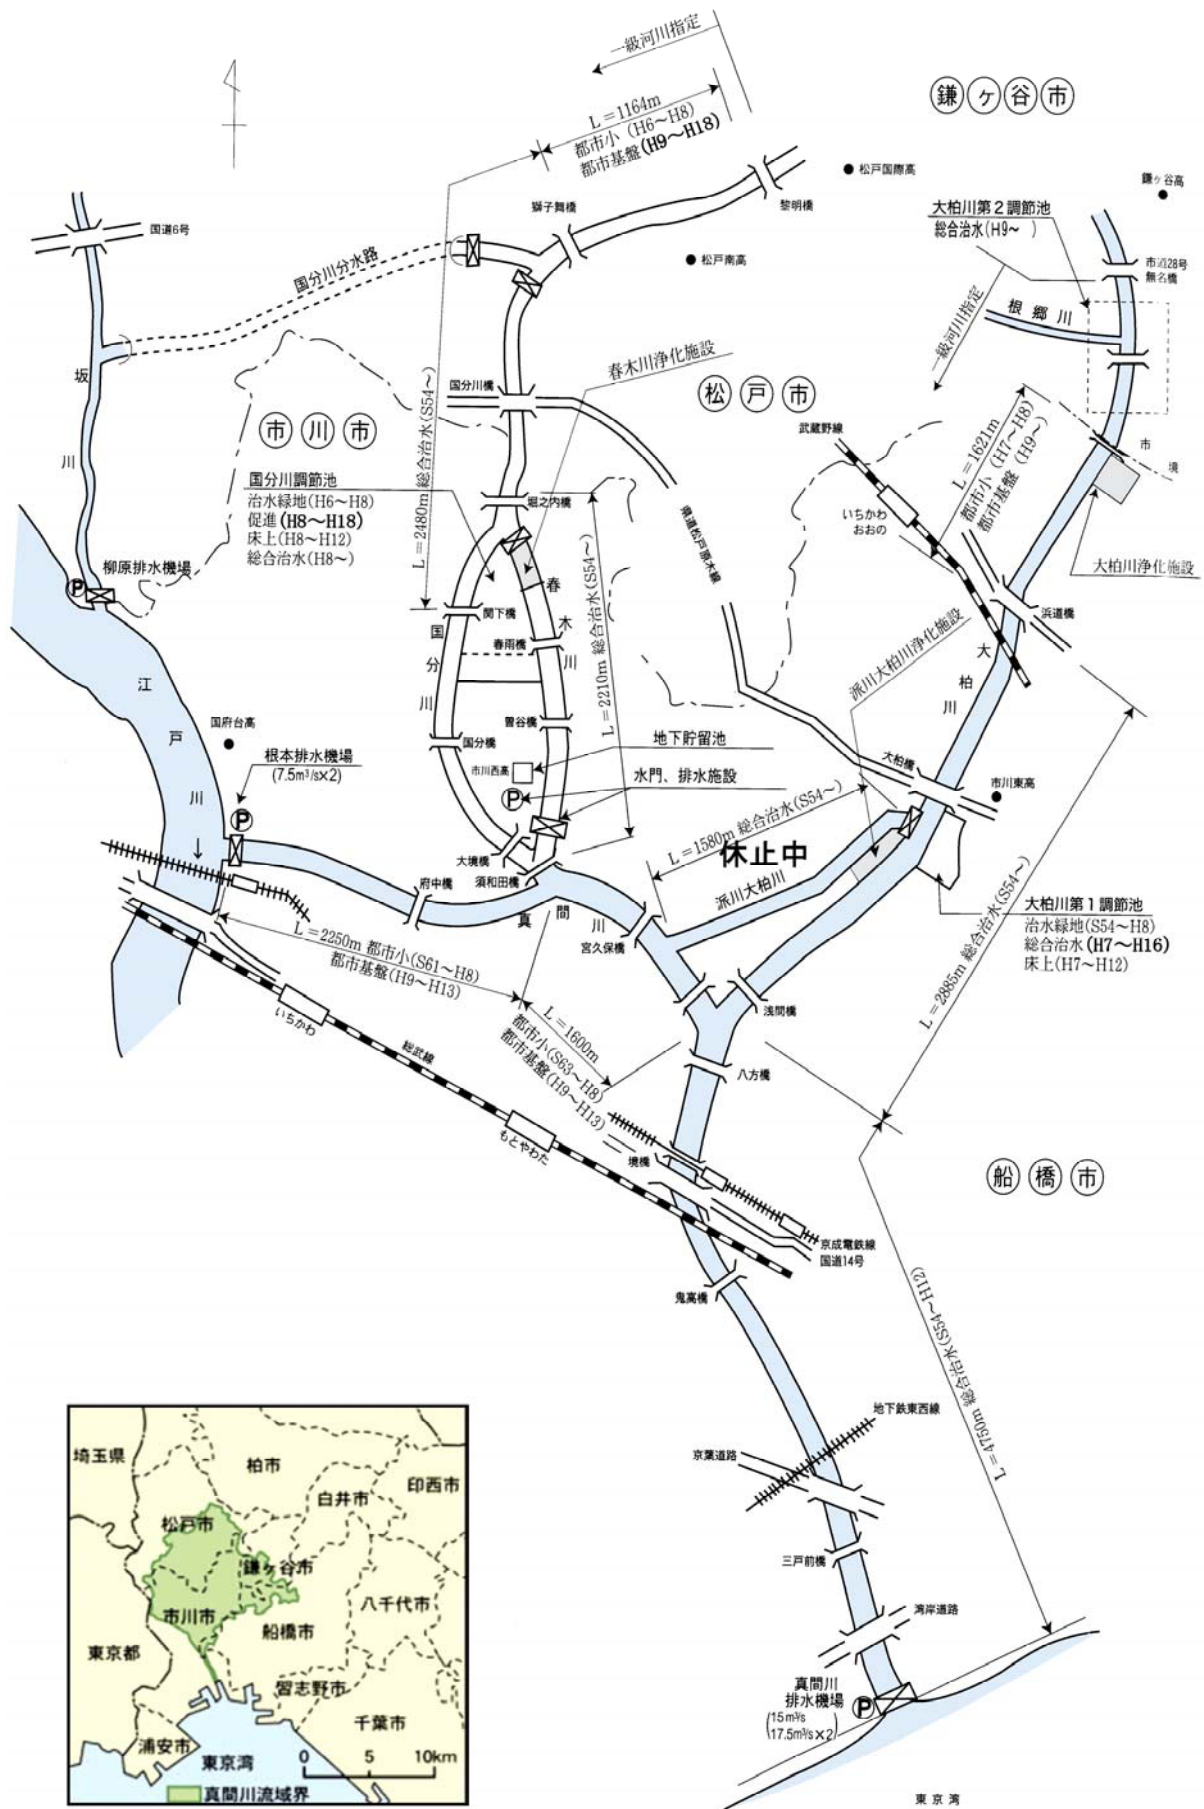 一級河川指定
L=1164m
都市小(H6～H8)
都市基盤(H9～H18)
鎌ヶ谷市
松戸国際高
鎌ヶ谷高
獅子舞橋
黎明橋
大柏川第2調節池
総合治水(H9～ )
国道6号
国分川分水路
松戸南高
市道28号
無名橋
根郷川
一級河川指定
春木川浄化施設
国分川橋
松戸市
坂川
市川市
L=2480m 総合治水(S54～)
武蔵野線
L=1621m
都市小(H7～H8)
都市基盤(H9～)
市境
国分川調節池
治水緑地(H6～H8)
促進(H8～H18)
床上(H8～H12)
総合治水(H8～)
堀之内橋
県道松戸原木線
いちかわ
おおの
大柏川浄化施設
柳原排水機場
P
関下橋
春木川
浜道橋
国分川
春雨橋
L=2210m 総合治水(S54～)
派川大柏川浄化施設
大柏川
江戸川
国府台高
曽谷橋
根本排水機場
(7.5m³/s×2)
国分橋
地下貯留池
市川西高
大柏橋
市川東高
水門、排水施設
P
P
L=1580m 総合治水(S54～)
休止中
大境橋
須和田橋
府中橋
派川大柏川
真間川
宮久保橋
大柏川第1調節池
治水緑地(S54～H8)
総合治水(H7～H16)
床上(H7～H12)
L=2250m 都市小(S61～H8)
都市基盤(H9～H13)
L=2885m 総合治水(S54～)
いちかわ
浅間橋
L=1600m
都市小(S63～H8)
都市基盤(H9～H13)
総武線
八方橋
もとやわた
境橋
船橋市
京成電鉄線
国道14号
鬼高橋
L=4750m 総合治水(S54～H12)
地下鉄東西線
京葉道路
三戸前橋
湾岸道路
真間川
排水機場
P
(15m³/s
17.5m³/s×2)
東京湾
埼玉県
柏市
印西市
白井市
松戸市
鎌ヶ谷市
市川市
八千代市
船橋市
東京都
習志野市
千葉市
浦安市
東京湾
0 5 10km
真間川流域界